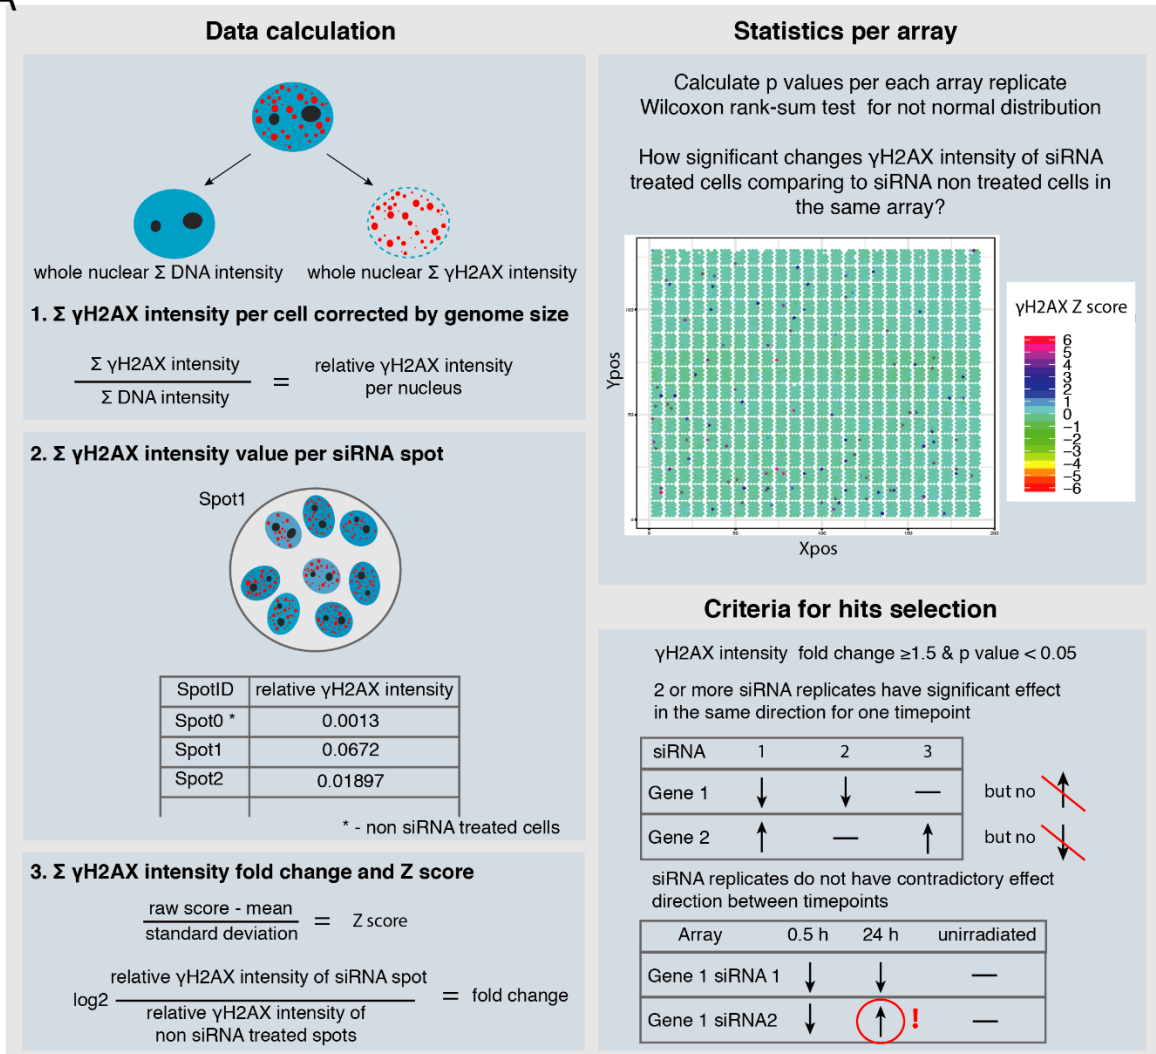 A
Data calculation
whole nuclear Σ DNA intensity
whole nuclear Σ γH2AX intensity
1. Σ γH2AX intensity per cell corrected by genome size
Σ γH2AX intensity
Σ DNA intensity
=
relative γH2AX intensity
per nucleus
2. Σ γH2AX intensity value per siRNA spot
Spot1
SpotID relative γH2AX intensity
Spot0 * 0.0013
Spot1 0.0672
Spot2 0.01897
* - non siRNA treated cells
3. Σ γH2AX intensity fold change and Z score
raw score - mean
standard deviation
= Z score
log2
relative γH2AX intensity of siRNA spot
relative γH2AX intensity of
non siRNA treated spots
= fold change
Statistics per array
Calculate p values per each array replicate
Wilcoxon rank-sum test for not normal distribution
How significant changes γH2AX intensity of siRNA
treated cells comparing to siRNA non treated cells in
the same array?
Ypos
100
50
0
0 50 100 150 200
Xpos
γH2AX Z score
6
5
4
3
2
1
0
−1
−2
−3
−4
−5
−6
Criteria for hits selection
γH2AX intensity fold change ≥1.5 & p value < 0.05
2 or more siRNA replicates have significant effect
in the same direction for one timepoint
siRNA 1 2 3
Gene 1 ↓ ↓ — but no ↑
Gene 2 ↑ — ↑ but no ↓
siRNA replicates do not have contradictory effect
direction between timepoints
Array 0.5 h 24 h unirradiated
Gene 1 siRNA 1 ↓ ↓ —
Gene 1 siRNA2 ↓ ↑ ! —